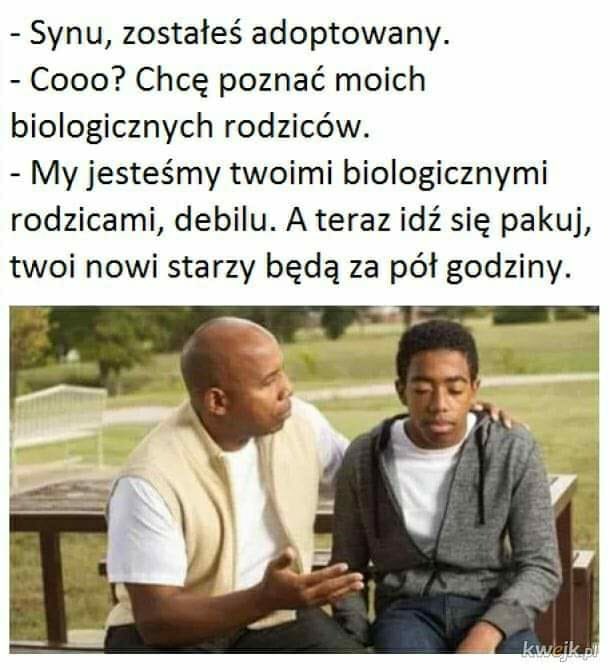 - Synu, zostałeś adoptowany.
- Cooo? Chcę poznać moich
biologicznych rodziców.
- My jesteśmy twoimi biologicznymi
rodzicami, debilu. A teraz idź się pakuj,
twoi nowi starzy będą za pół godziny.
kwejk.pl